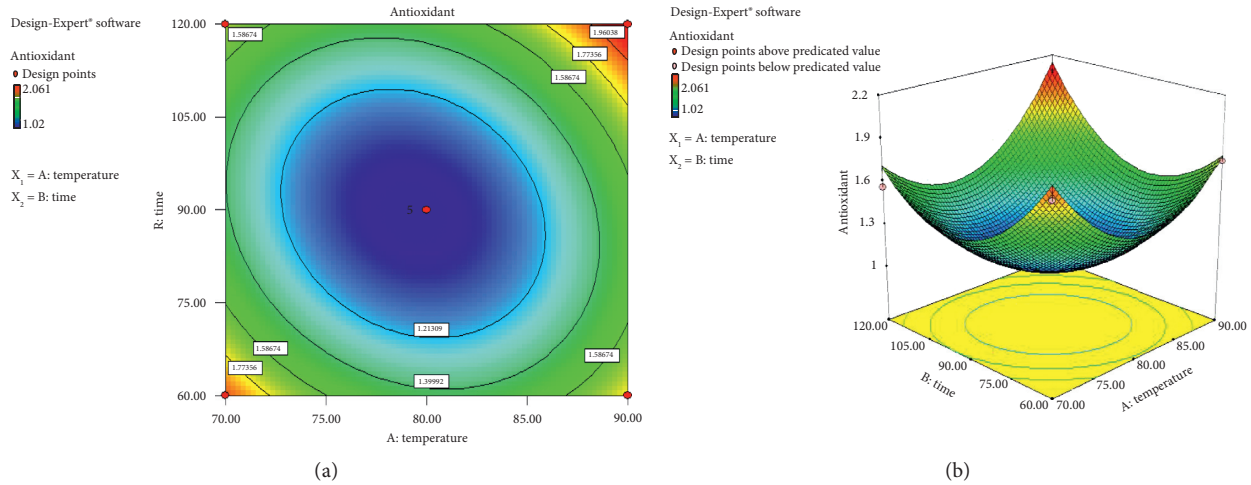 Design-Expert® software
Antioxidant
Design points
2.061
1.02
X1 = A: temperature
X2 = B: time
Antioxidant
120.00
105.00
90.00
75.00
60.00
R: time
1.58674
1.96038
1.77356
1.58674
5
1.21309
1.39992
1.58674
1.77356
1.58674
70.00 75.00 80.00 85.00 90.00
A: temperature
(a)
Design-Expert® software
Antioxidant
Design points above predicated value
Design points below predicated value
2.061
1.02
X1 = A: temperature
X2 = B: time
2.2
1.9
1.6
1.3
1
Antioxidant
120.00
105.00
90.00
75.00
60.00
B: time
70.00
75.00
80.00
85.00
90.00
A: temperature
(b)